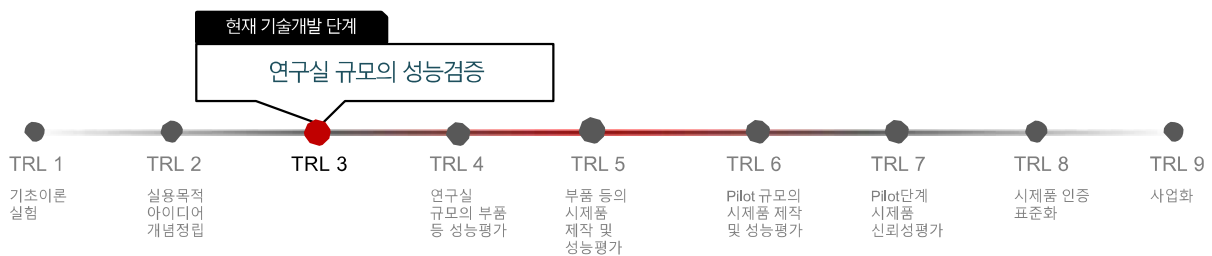 현재 기술개발 단계
연구실 규모의 성능검증
TRL 1
기초이론
실험
TRL 2
실용목적
아이디어
개념정립
TRL 3
TRL 4
연구실
규모의 부품
등 성능평가
TRL 5
부품 등의
시제품
제작 및
성능평가
TRL 6
Pilot 규모의
시제품 제작
및 성능평가
TRL 7
Pilot단계
시제품
신뢰성평가
TRL 8
시제품 인증
표준화
TRL 9
사업화